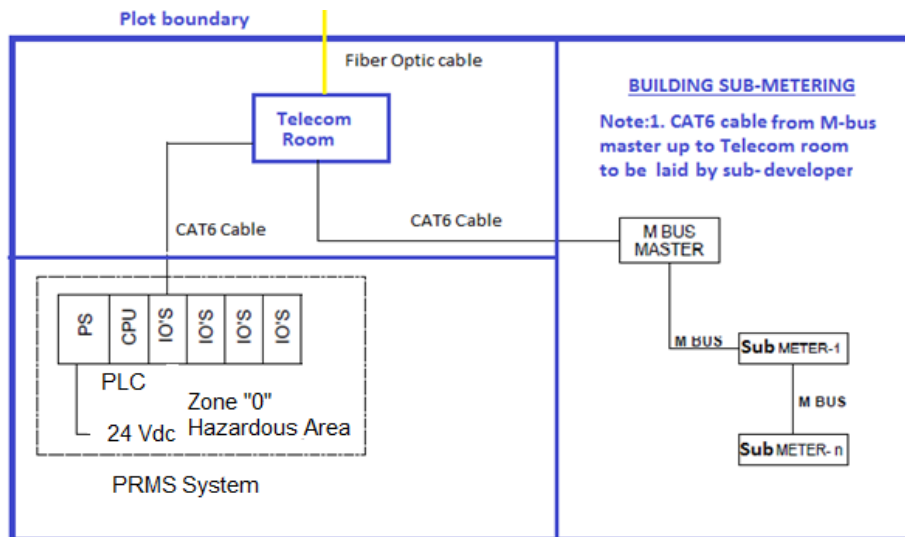 Plot boundary
Fiber Optic cable
Telecom
Room
BUILDING SUB-METERING
Note:1. CAT6 cable from M-bus
master up to Telecom room
to be laid by sub-developer
CAT6 Cable
CAT6 Cable
M BUS
MASTER
PS
CPU
IO'S
IO'S
IO'S
IO'S
M BUS
Sub METER-1
PLC
Zone "0"
Hazardous Area
24 Vdc
M BUS
Sub METER- n
PRMS System